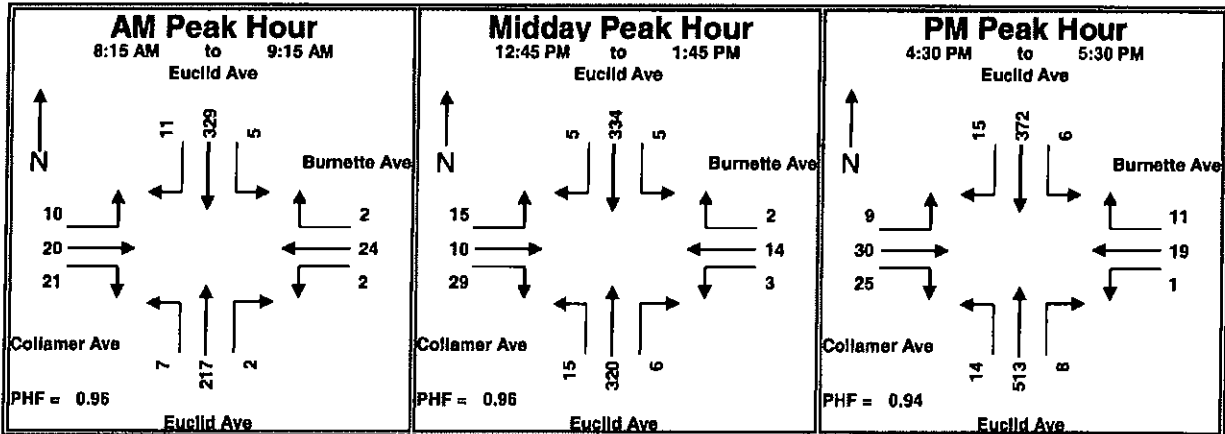 AM Peak Hour
8:15 AM to 9:15 AM
Euclid Ave
11 329 5
N
Burnette Ave
10 2
20 24
21 2
Collamer Ave
7 217 2
PHF = 0.96
Euclid Ave
Midday Peak Hour
12:45 PM to 1:45 PM
Euclid Ave
5 334 5
N
Burnette Ave
15 2
10 14
29 3
Collamer Ave
15 320 6
PHF = 0.96
Euclid Ave
PM Peak Hour
4:30 PM to 5:30 PM
Euclid Ave
15 372 6
N
Burnette Ave
9 11
30 19
25 1
Collamer Ave
14 513 8
PHF = 0.94
Euclid Ave